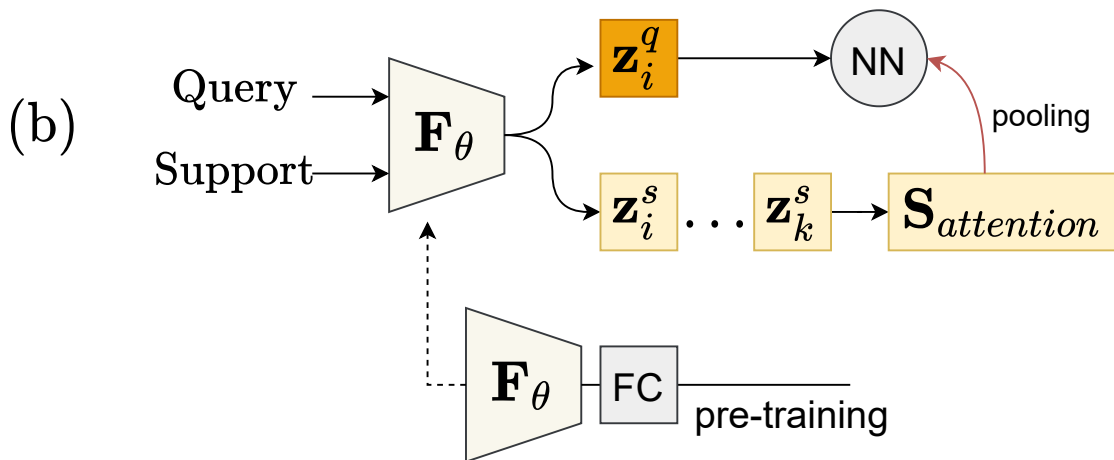 (b)
Query
Support
𝐅_θ
𝐳_i^q
NN
pooling
𝐳_i^s ... 𝐳_k^s
𝐒_attention
𝐅_θ
FC
pre-training